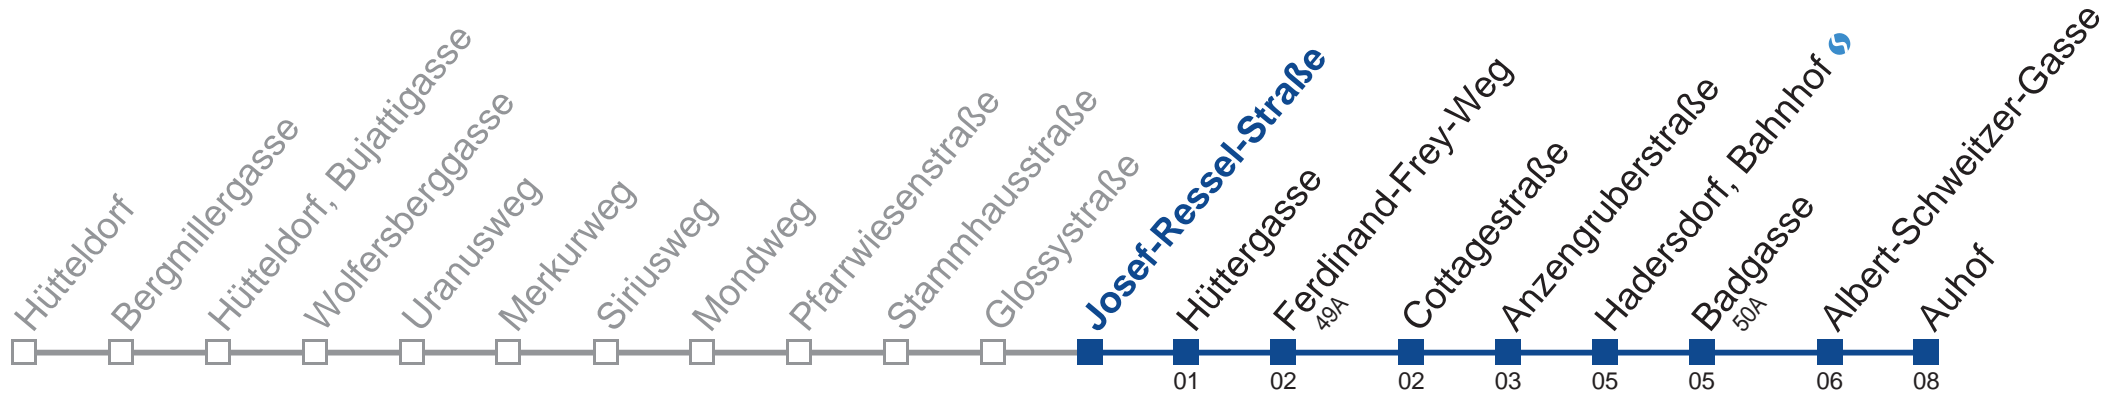 Hütteldorf
Bergmillergasse
Hütteldorf, Bujattigasse
Wolfersberggasse
Uranusweg
Merkurweg
Siriusweg
Mondweg
Pfarrwiesenstraße
Stammhausstraße
Glossystraße
Josef-Ressel-Straße
Hüttergasse
Ferdinand-Frey-Weg
49A
Cottagestraße
Anzengruberstraße
Hadersdorf, Bahnhof S
Badgasse
50A
Albert-Schweitzer-Gasse
Auhof
01 02 02 03 05 05 06 08